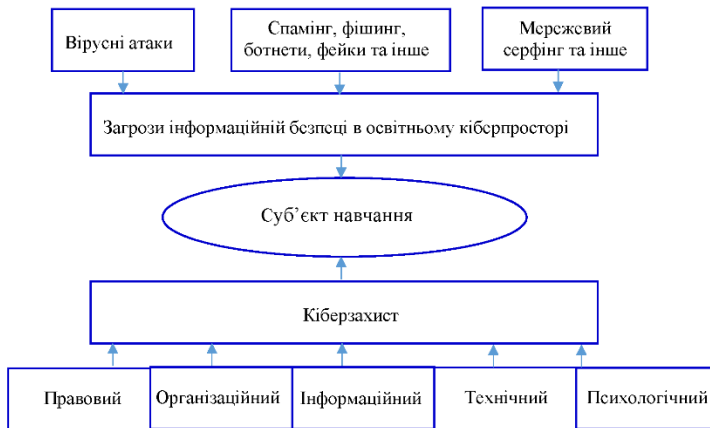 Вірусні атаки
Спамінг, фішинг,
ботнети, фейки та інше
Мережевий
серфінг та інше
Загрози інформаційній безпеці в освітньому кіберпросторі
Суб’єкт навчання
Кіберзахист
Правовий
Організаційний
Інформаційний
Технічний
Психологічний